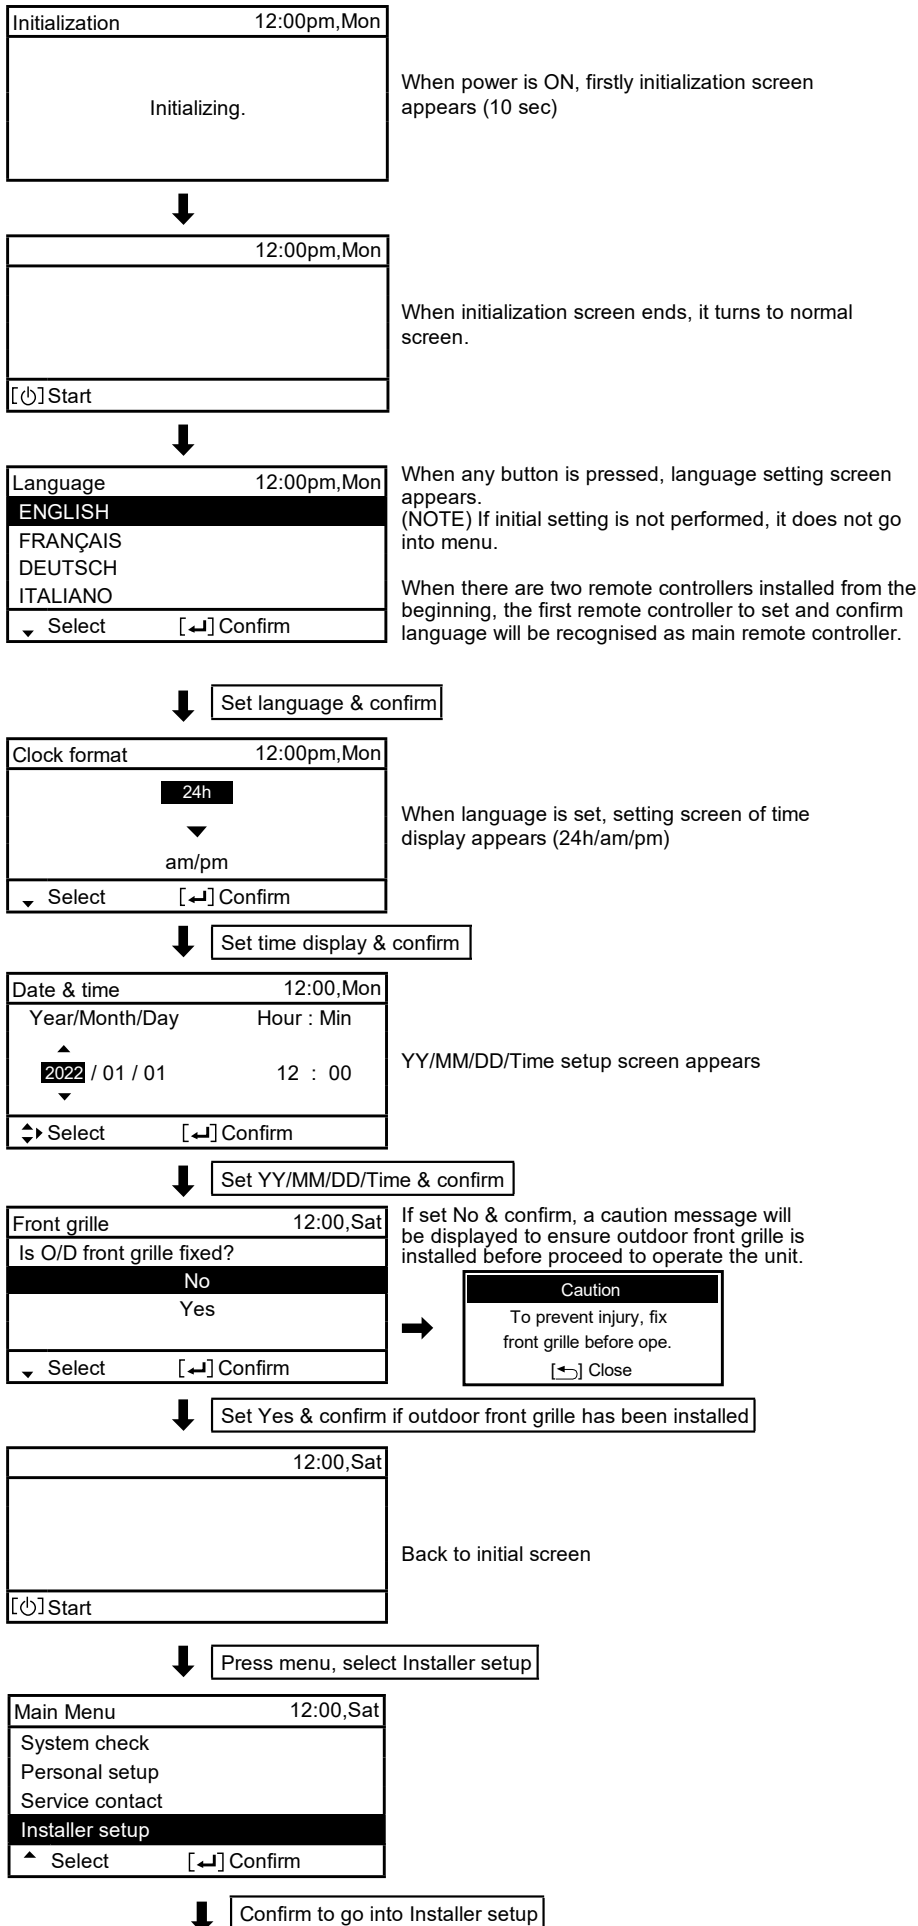 Initialization 12:00pm,Mon
Initializing.
When power is ON, firstly initialization screen
appears (10 sec)
12:00pm,Mon
[⏻] Start
When initialization screen ends, it turns to normal
screen.
Language 12:00pm,Mon
ENGLISH
FRANÇAIS
DEUTSCH
ITALIANO
Select [↵] Confirm
When any button is pressed, language setting screen
appears.
(NOTE) If initial setting is not performed, it does not go
into menu.
When there are two remote controllers installed from the
beginning, the first remote controller to set and confirm
language will be recognised as main remote controller.
Set language & confirm
Clock format 12:00pm,Mon
24h
am/pm
Select [↵] Confirm
When language is set, setting screen of time
display appears (24h/am/pm)
Set time display & confirm
Date & time 12:00,Mon
Year/Month/Day Hour : Min
2022 / 01 / 01 12 : 00
Select [↵] Confirm
YY/MM/DD/Time setup screen appears
Set YY/MM/DD/Time & confirm
Front grille 12:00,Sat
Is O/D front grille fixed?
No
Yes
Select [↵] Confirm
If set No & confirm, a caution message will
be displayed to ensure outdoor front grille is
installed before proceed to operate the unit.
Caution
To prevent injury, fix
front grille before ope.
[↩] Close
Set Yes & confirm if outdoor front grille has been installed
12:00,Sat
[⏻] Start
Back to initial screen
Press menu, select Installer setup
Main Menu 12:00,Sat
System check
Personal setup
Service contact
Installer setup
Select [↵] Confirm
Confirm to go into Installer setup